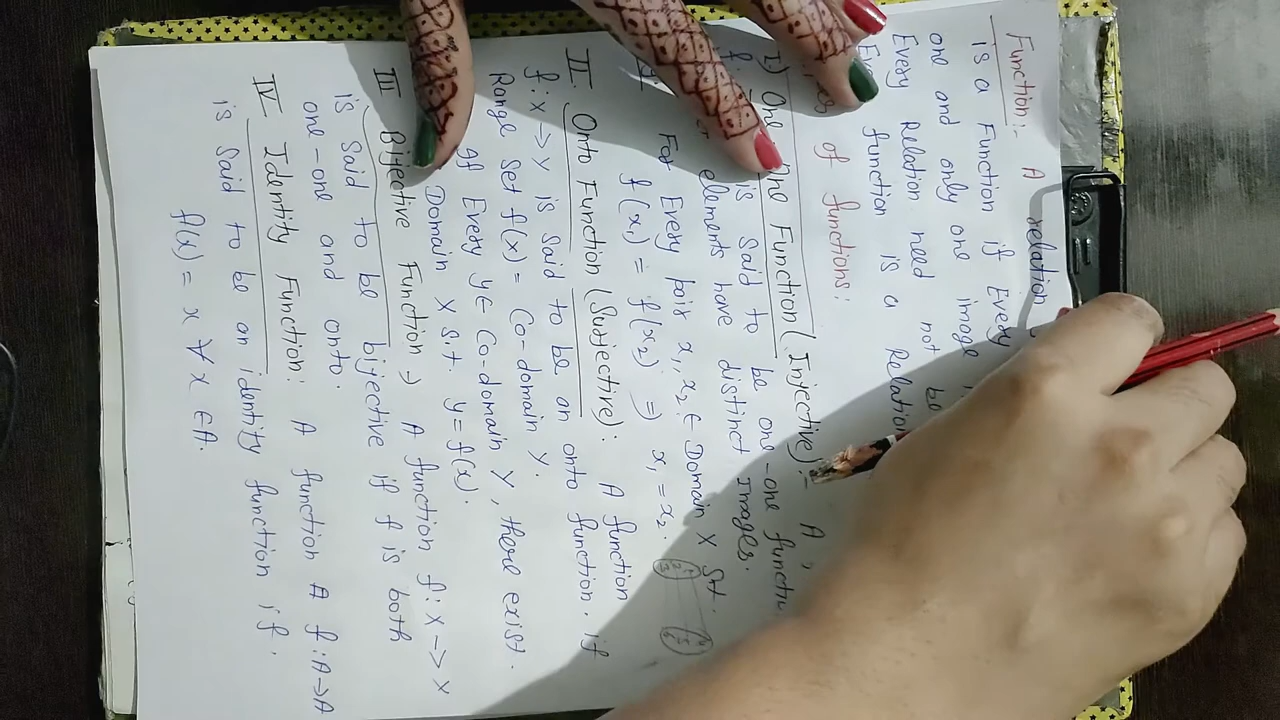 Function:- A relation
is a Function if Every
one and only one image
Every Relation need not be
function is a Relation
of functions:
I) One Function (Injective):- A
is said to be one-one functi
elements have distinct Images.
For Every pair x₁, x₂ ∈ Domain X s.t.
f(x₁) = f(x₂) ⇒ x₁ = x₂.
II. Onto Function (Surjective): A function
f: X → Y is said to be an onto function. if
Range Set f(x) = Co-domain Y.
if Every y ∈ Co-domain Y, there exist.
Domain X s.t. y = f(x).
III Bijective Function → A function f: X → Y
is said to be bijective if f is both
one-one and onto.
IV Identity Function: A function A f: A→A
is said to be an identity function if.
f(x) = x ∀ x ∈ A.